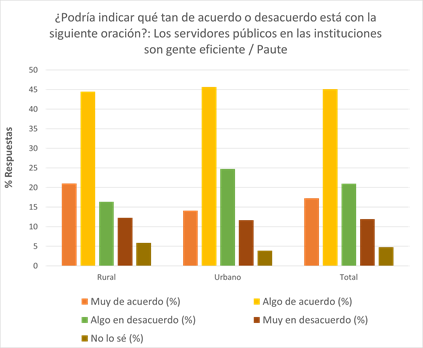 ¿Podría indicar qué tan de acuerdo o desacuerdo está con la
siguiente oración?: Los servidores públicos en las instituciones
son gente eficiente / Paute
% Respuestas
50
45
40
35
30
25
20
15
10
5
0
Rural Urbano Total
Muy de acuerdo (%) Algo de acuerdo (%)
Algo en desacuerdo (%) Muy en desacuerdo (%)
No lo sé (%)